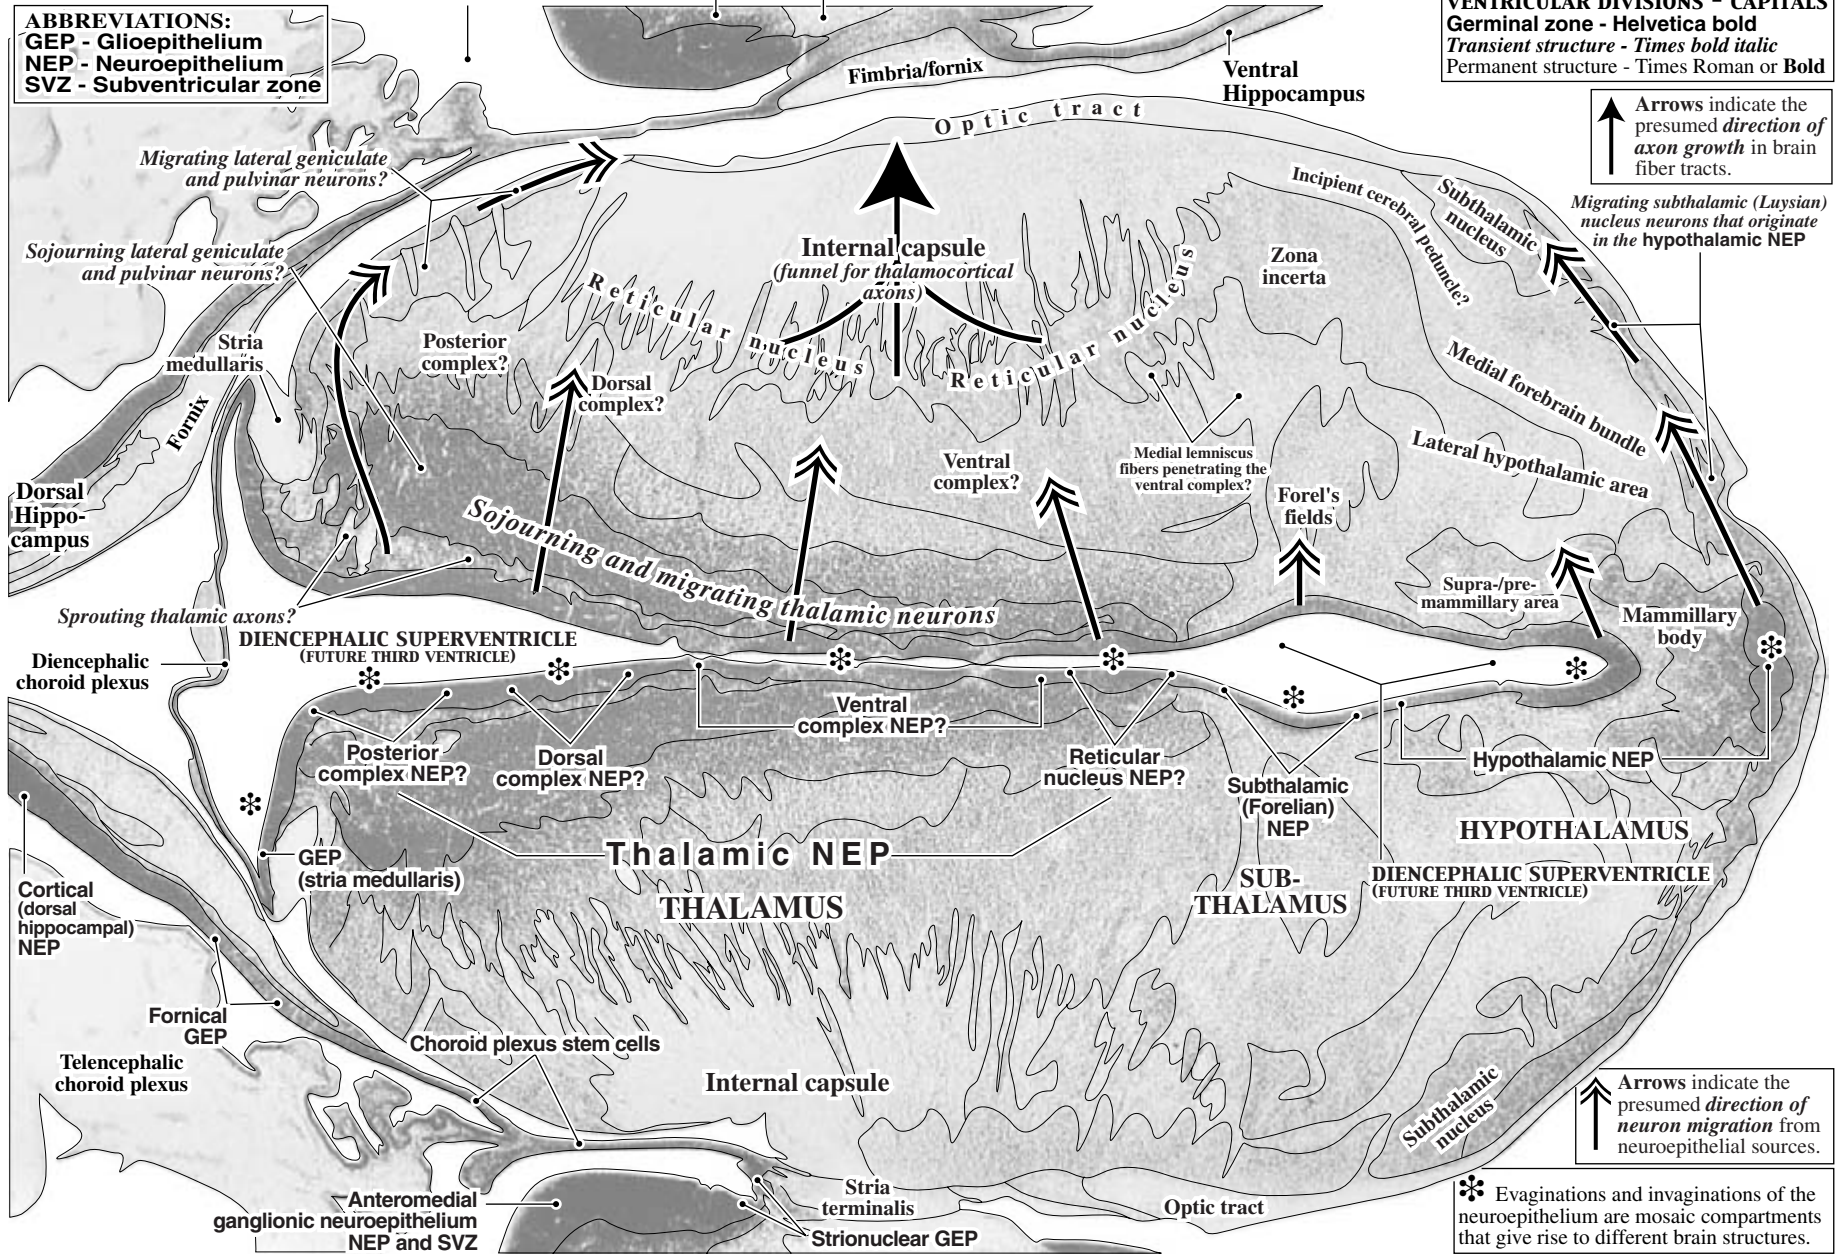 ABBREVIATIONS:
GEP - Glioepithelium
NEP - Neuroepithelium
SVZ - Subventricular zone
VENTRICULAR DIVISIONS – CAPITALS
Germinal zone - Helvetica bold
Transient structure - Times bold italic
Permanent structure - Times Roman or Bold
Arrows indicate the
presumed direction of
axon growth in brain
fiber tracts.
Fimbria/fornix
Ventral
Hippocampus
Optic tract
Migrating lateral geniculate
and pulvinar neurons?
Sojourning lateral geniculate
and pulvinar neurons?
Migrating subthalamic (Luysian)
nucleus neurons that originate
in the hypothalamic NEP
Incipient cerebral peduncle?
Subthalamic
nucleus
Internal capsule
(funnel for thalamocortical
axons)
Zona
incerta
Reticular nucleus
Reticular nucleus
Stria
medullaris
Posterior
complex?
Dorsal
complex?
Fornix
Medial forebrain bundle
Lateral hypothalamic area
Ventral
complex?
Medial lemniscus
fibers penetrating the
ventral complex?
Forel's
fields
Dorsal
Hippo-
campus
Sojourning and migrating thalamic neurons
Supra-/pre-
mammillary area
Mammillary
body
Sprouting thalamic axons?
DIENCEPHALIC SUPERVENTRICLE
(FUTURE THIRD VENTRICLE)
Diencephalic
choroid plexus
Posterior
complex NEP?
Dorsal
complex NEP?
Ventral
complex NEP?
Reticular
nucleus NEP?
Subthalamic
(Forelian)
NEP
Hypothalamic NEP
HYPOTHALAMUS
Thalamic NEP
THALAMUS
SUB-
THALAMUS
DIENCEPHALIC SUPERVENTRICLE
(FUTURE THIRD VENTRICLE)
GEP
(stria medullaris)
Cortical
(dorsal
hippocampal)
NEP
Fornical
GEP
Telencephalic
choroid plexus
Choroid plexus stem cells
Internal capsule
Subthalamic
nucleus
Arrows indicate the
presumed direction of
neuron migration from
neuroepithelial sources.
Anteromedial
ganglionic neuroepithelium
NEP and SVZ
Stria
terminalis
Strionuclear GEP
Optic tract
Evaginations and invaginations of the
neuroepithelium are mosaic compartments
that give rise to different brain structures.